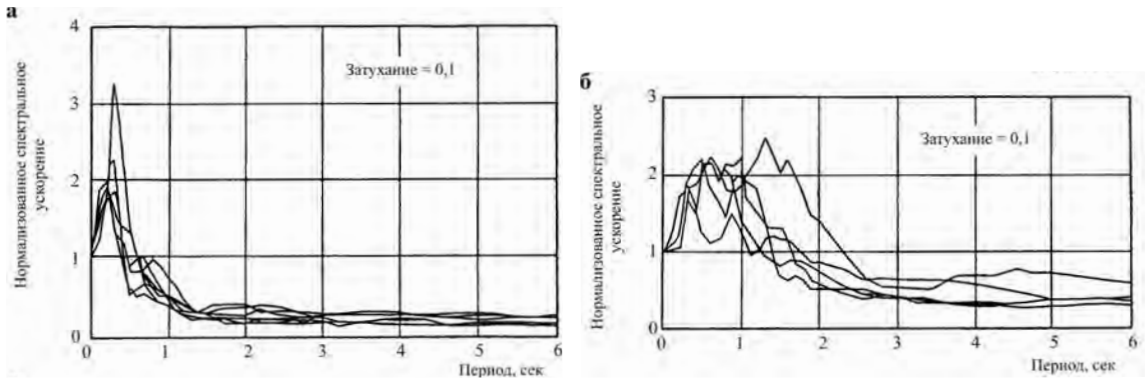 а
4
3
2
1
0
Нормализованное спектральное
ускорение
Затухание = 0,1
0 1 2 3 4 5 6
Период, сек
б
3
2
1
0
Нормализованное спектральное
ускорение
Затухание = 0,1
0 1 2 3 4 5 6
Период, сек